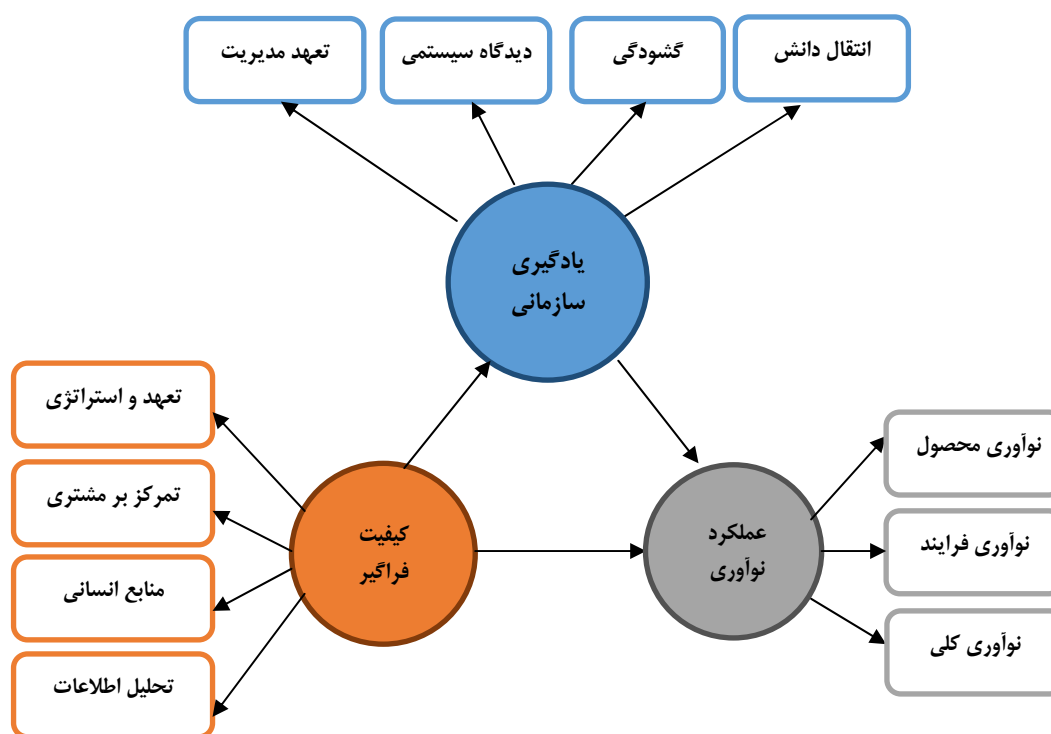 انتقال دانش
گشودگی
دیدگاه سیستمی
تعهد مدیریت
یادگیری
سازمانی
نوآوری محصول
نوآوری فرایند
نوآوری کلی
عملکرد
نوآوری
کیفیت
فراگیر
تعهد و استراتژی
تمرکز بر مشتری
منابع انسانی
تحلیل اطلاعات